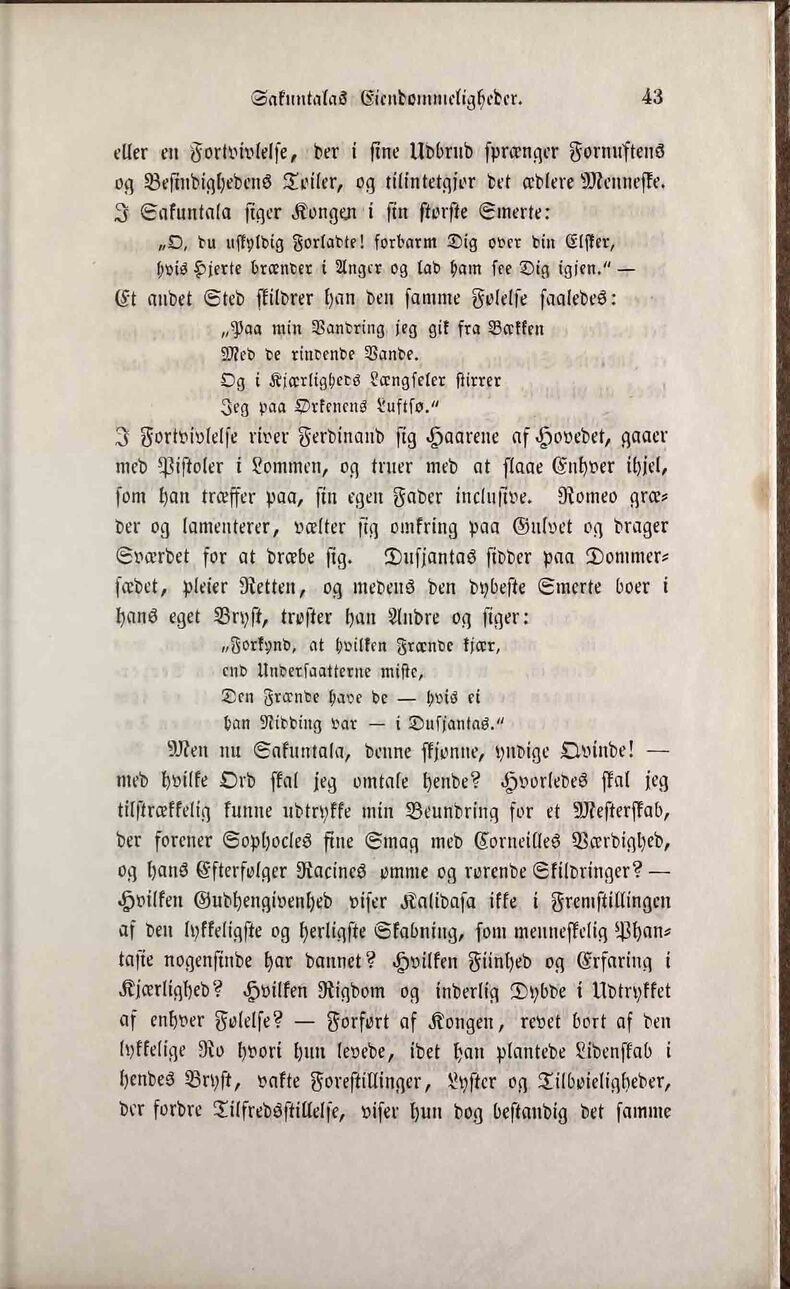 Sakuntalas Eiendommeligheder. 43
eller en Fortvivlelse, der i sine Udbrud sprænger Fornuftens
og Besindighedens Tøiler, og tilintetgjør det ædlere Menneske.
I Sakuntala siger Kongen i sin største Smerte:
„O, du uskyldig Forladte! forbarm Dig over din Elsker,
hvis Hjerte brænder i Anger og lad ham see Dig igjen.“ —
Et andet Sted skildrer han den samme Følelse saaledes:
„Paa min Vandring jeg gik fra Bækken
Med de rindende Vande.
Og i Kjærligheds Længseler stirrer
Jeg paa Ørkenens Luftsø.“
I Fortvivlelse river Ferdinand sig Haarene af Hovedet, gaaer
med Pistoler i Lommen, og truer med at slaae Enhver ihjel,
som han træffer paa, sin egen Fader inclusive. Romeo græ⸗
der og lamenterer, vælter sig omkring paa Gulvet og drager
Sværdet for at dræbe sig. Dusjantas sidder paa Dommer⸗
sædet, pleier Retten, og medens den dybeste Smerte boer i
hans eget Bryst, trøster han Andre og siger:
„Forkynd, at hvilken Frænde kjær,
end Undersaatterne miste,
Den Frænde have de — hvis ei
han Nidding var — i Dusjantas.“
Men nu Sakuntala, denne skjønne, yndige Qvinde! —
med hvilke Ord skal jeg omtale hende? Hvorledes skal jeg
tilstrækkelig kunne udtrykke min Beundring for et Mesterskab,
der forener Sophocles fine Smag med Corneilles Værdighed,
og hans Efterfølger Racines ømme og rørende Skildringer? —
Hvilken Gudhengivenhed viser Kalidasa ikke i Fremstillingen
af den lykkeligste og herligste Skabning, som menneskelig Phan⸗
tasie nogensinde har dannet? Hvilken Fiinhed og Erfaring i
Kjærlighed? Hvilken Rigdom og inderlig Dybde i Udtrykket
af enhver Følelse? — Forført af Kongen, revet bort af den
lykkelige Ro hvori hun levede, idet han plantede Lidenskab i
hendes Bryst, vakte Forestillinger, Lyster og Tilbøieligheder,
der fordre Tilfredsstillelse, viser hun dog bestandig det samme